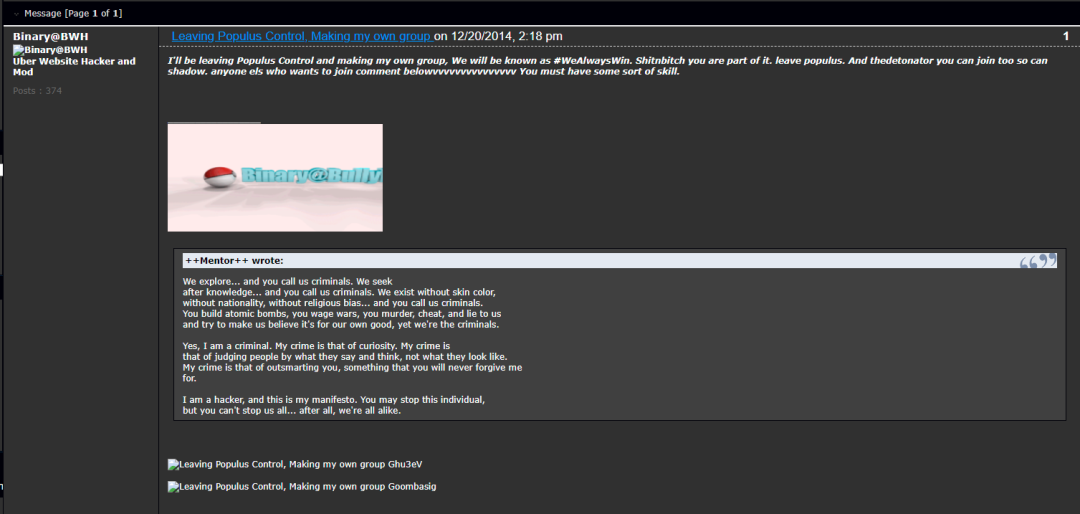 Message [Page 1 of 1]
Binary@BWH
Binary@BWH
Uber Website Hacker and
Mod
Posts : 374
Leaving Populus Control, Making my own group on 12/20/2014, 2:18 pm
1
I'll be leaving Populus Control and making my own group, We will be known as #WeAlwaysWin. Shitnbitch you are part of it. leave populus. And thedetonator you can join too so can
shadow. anyone els who wants to join comment belowvvvvvvvvvvvvvvv You must have some sort of skill.
Binary@Bully
++Mentor++ wrote:
We explore... and you call us criminals. We seek
after knowledge... and you call us criminals. We exist without skin color,
without nationality, without religious bias... and you call us criminals.
You build atomic bombs, you wage wars, you murder, cheat, and lie to us
and try to make us believe it's for our own good, yet we're the criminals.
Yes, I am a criminal. My crime is that of curiosity. My crime is
that of judging people by what they say and think, not what they look like.
My crime is that of outsmarting you, something that you will never forgive me
for.
I am a hacker, and this is my manifesto. You may stop this individual,
but you can't stop us all... after all, we're all alike.
Leaving Populus Control, Making my own group Ghu3eV
Leaving Populus Control, Making my own group Goombasig